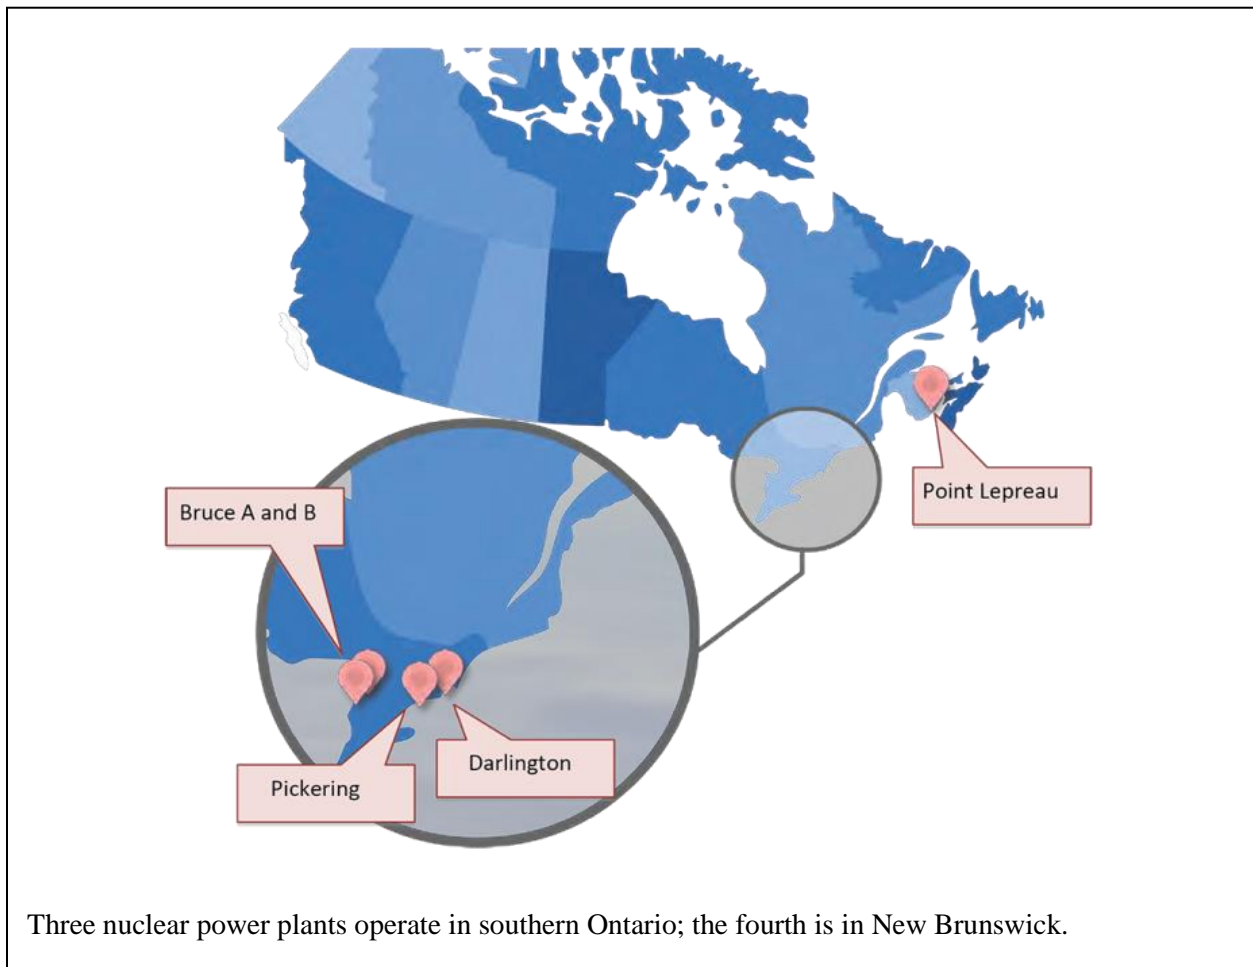 Bruce A and B
Point Lepreau
Darlington
Pickering
Three nuclear power plants operate in southern Ontario; the fourth is in New Brunswick.